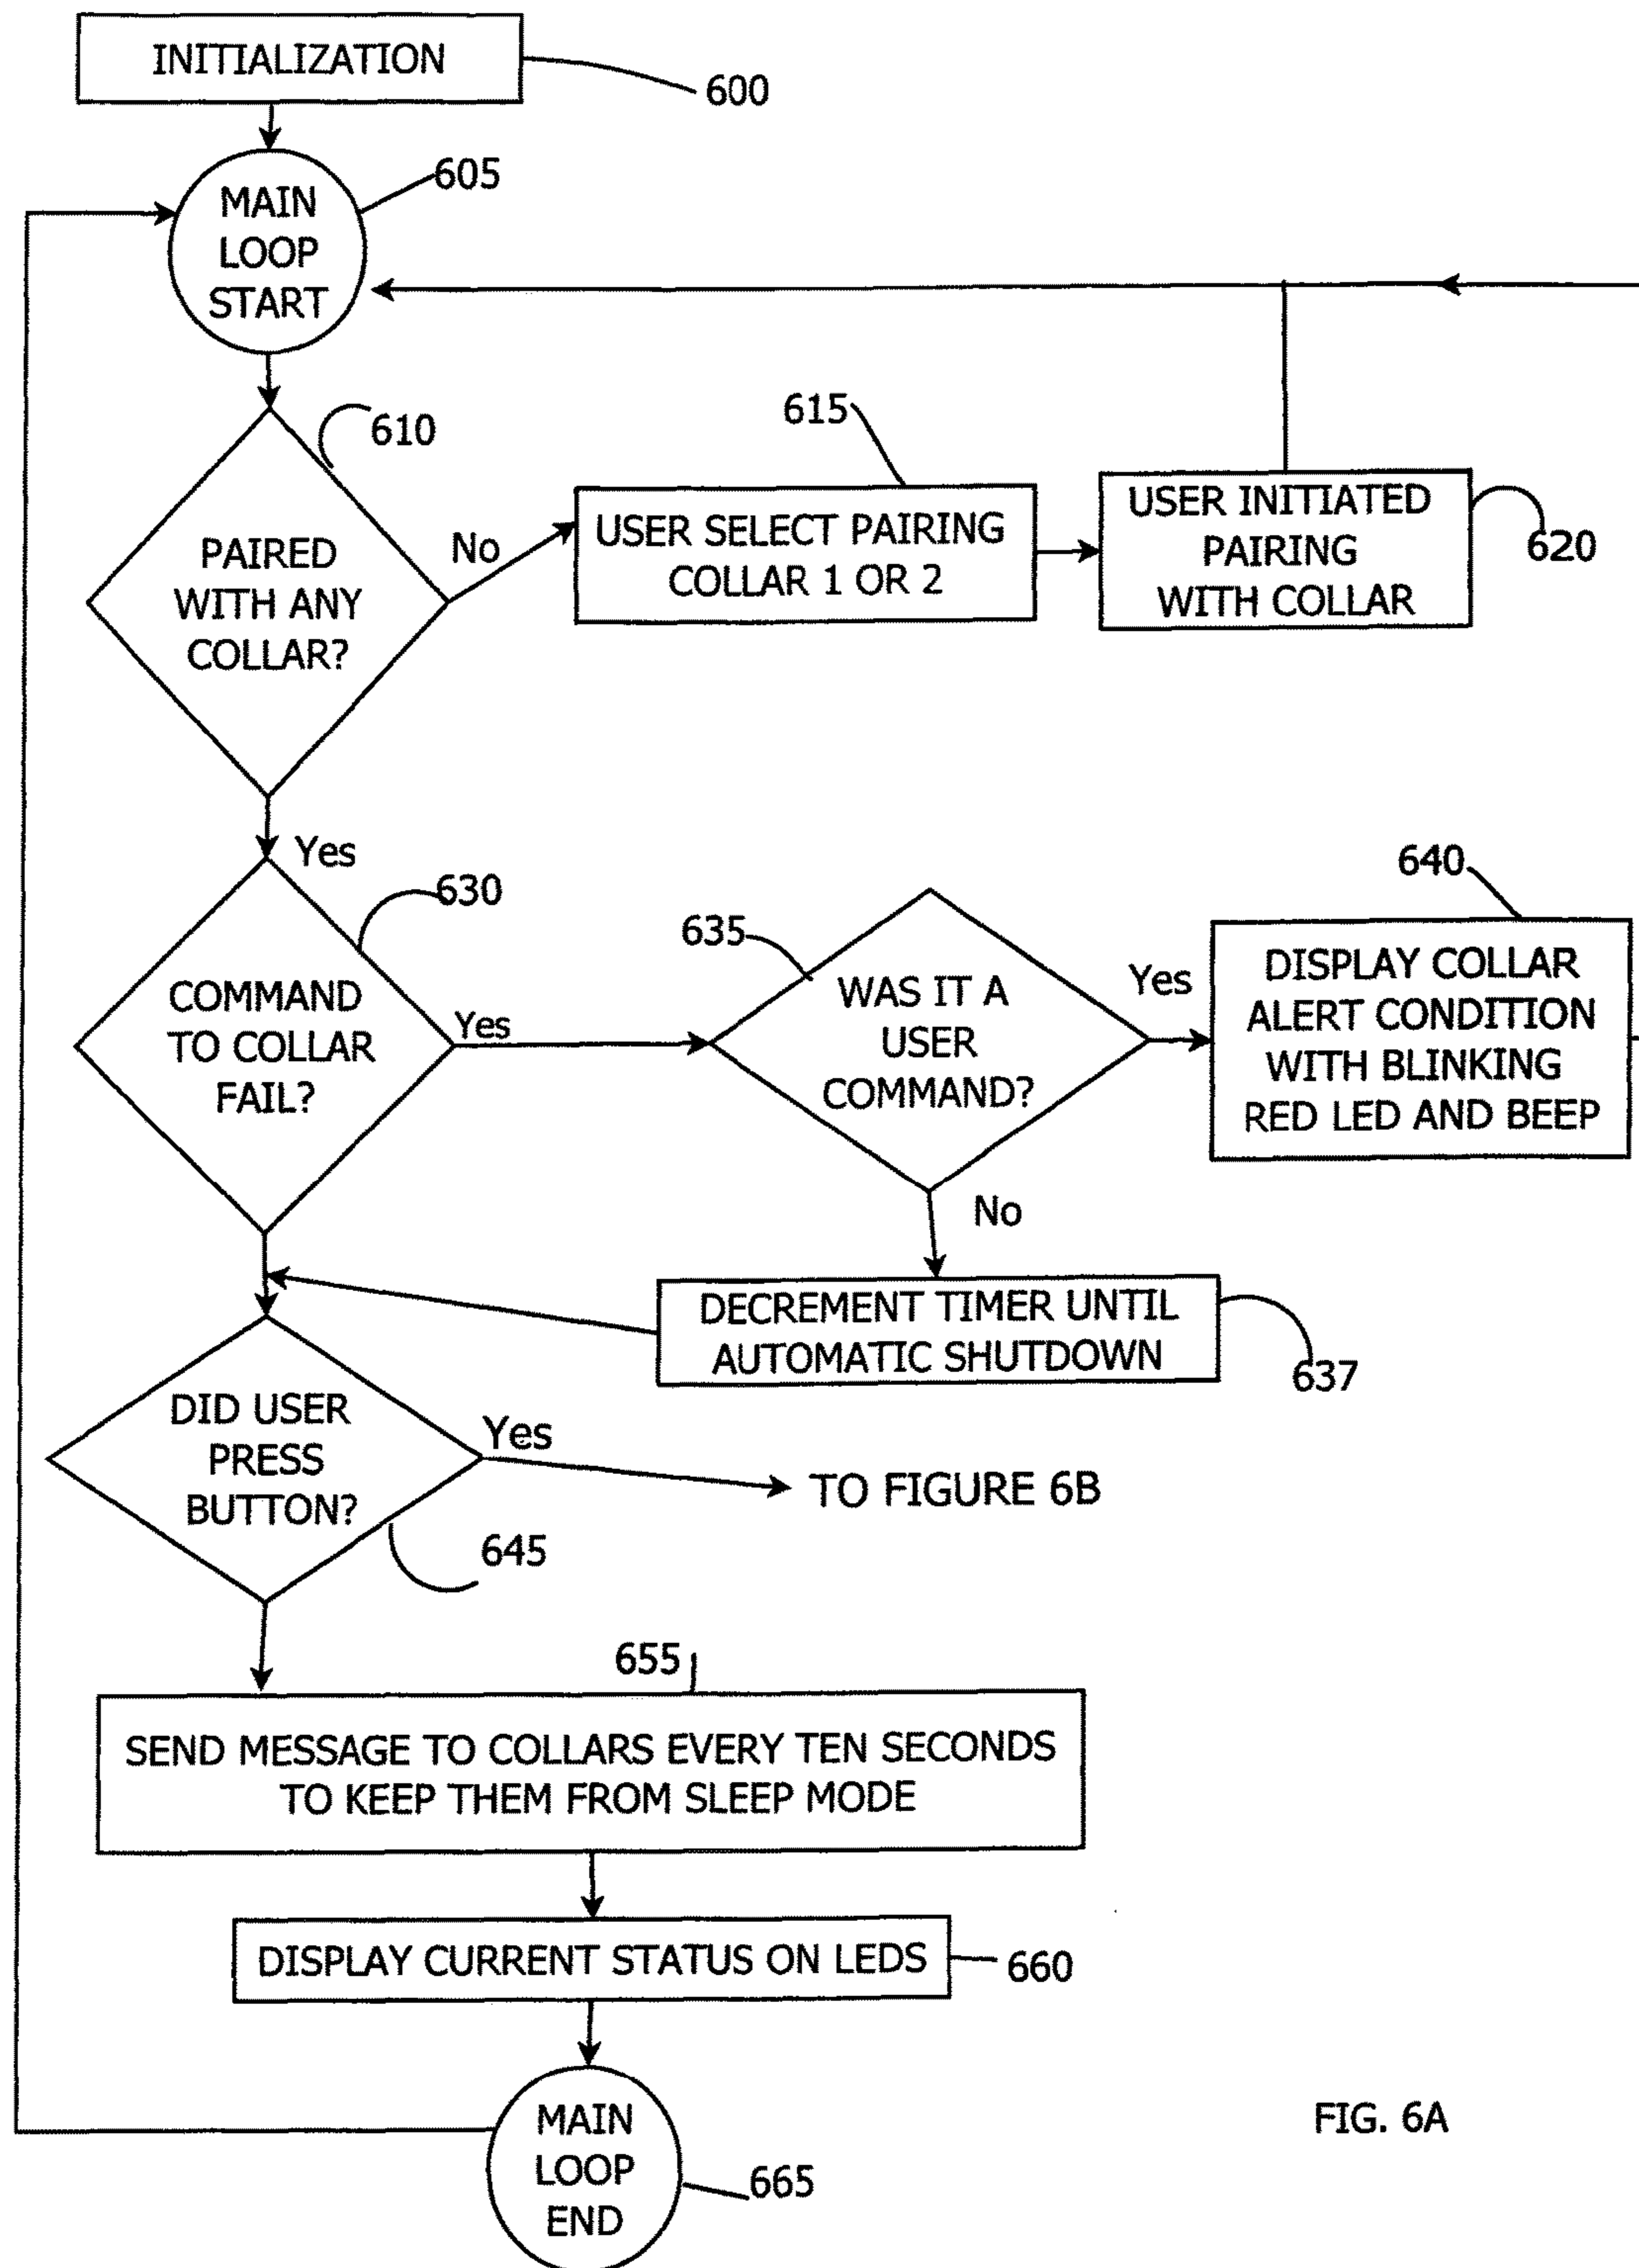 INITIALIZATION
600
MAIN
LOOP
START
605
610
PAIRED
WITH ANY
COLLAR?
No
615
USER SELECT PAIRING
COLLAR 1 OR 2
USER INITIATED
PAIRING
WITH COLLAR
620
Yes
630
COMMAND
TO COLLAR
FAIL?
Yes
635
WAS IT A
USER
COMMAND?
Yes
640
DISPLAY COLLAR
ALERT CONDITION
WITH BLINKING
RED LED AND BEEP
No
DECREMENT TIMER UNTIL
AUTOMATIC SHUTDOWN
637
DID USER
PRESS
BUTTON?
Yes
TO FIGURE 6B
645
655
SEND MESSAGE TO COLLARS EVERY TEN SECONDS
TO KEEP THEM FROM SLEEP MODE
DISPLAY CURRENT STATUS ON LEDS
660
MAIN
LOOP
END
665
FIG. 6A